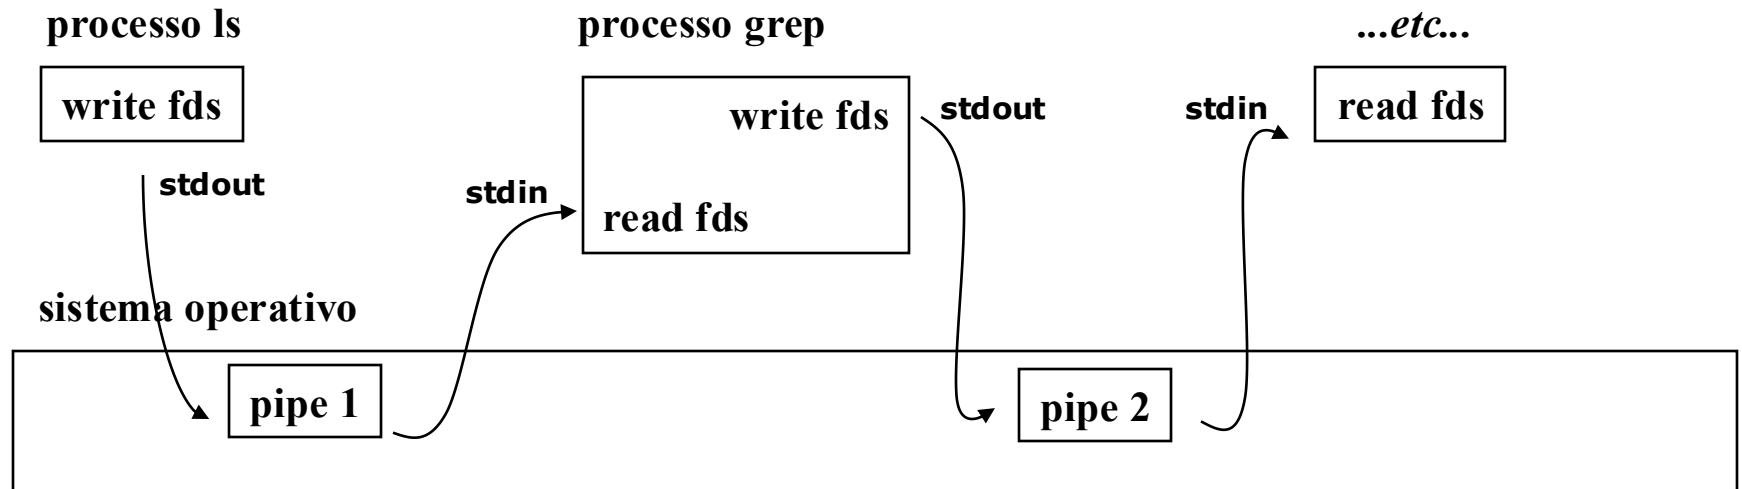 processo ls
processo grep
...etc...
write fds
write fds
stdout
stdin
read fds
stdout
stdin
read fds
sistema operativo
pipe 1
pipe 2